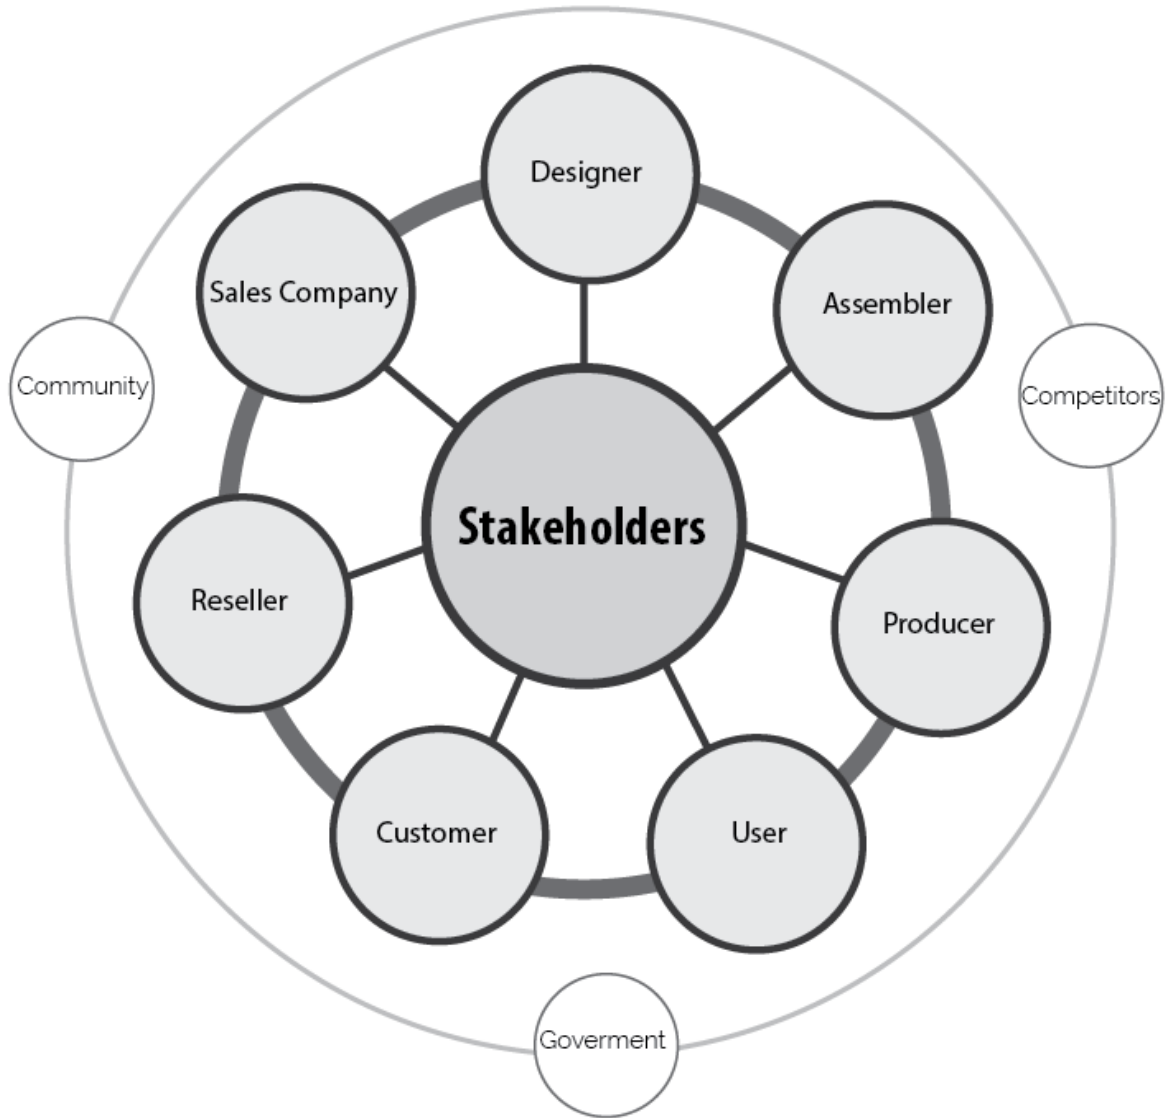 Designer
Sales Company
Assembler
Community
Competitors
Stakeholders
Reseller
Producer
Customer
User
Goverment